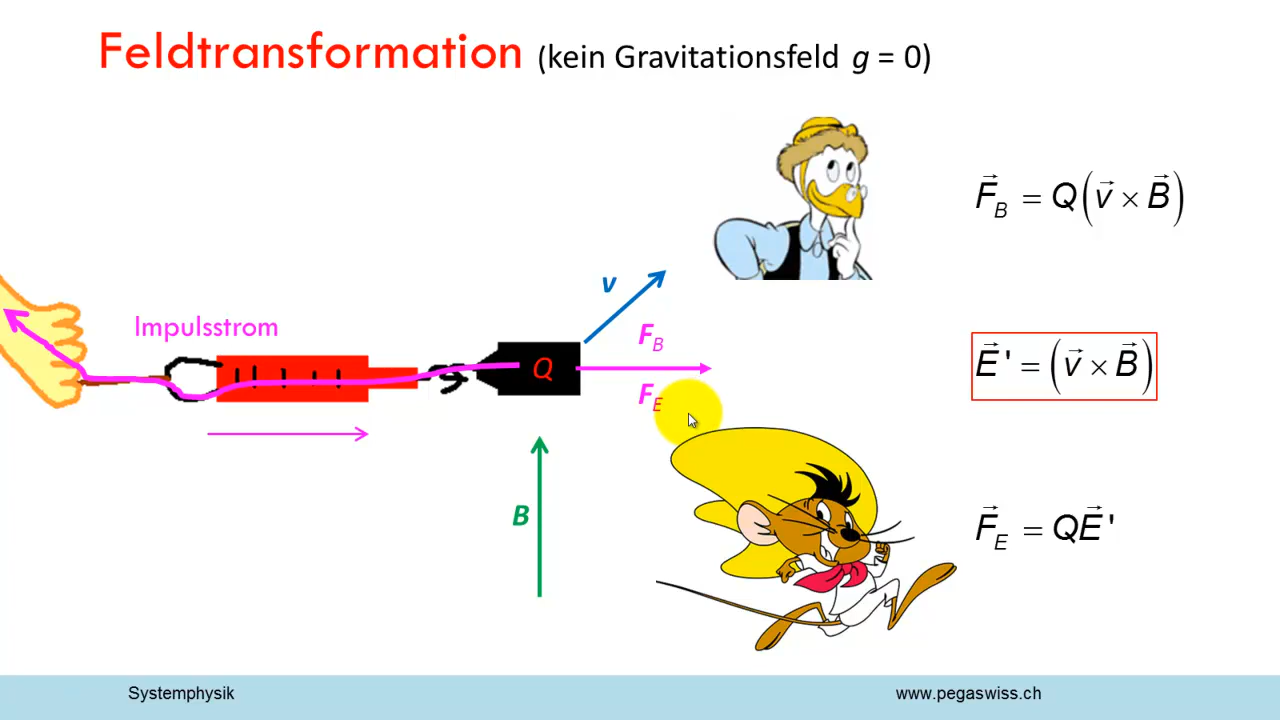 Feldtransformation (kein Gravitationsfeld g = 0)
F⃗_B = Q(v⃗ × B⃗)
v
Impulsstrom
F_B
Q
E⃗' = (v⃗ × B⃗)
F_E
B
F⃗_E = QE⃗'
Systemphysik
www.pegaswiss.ch